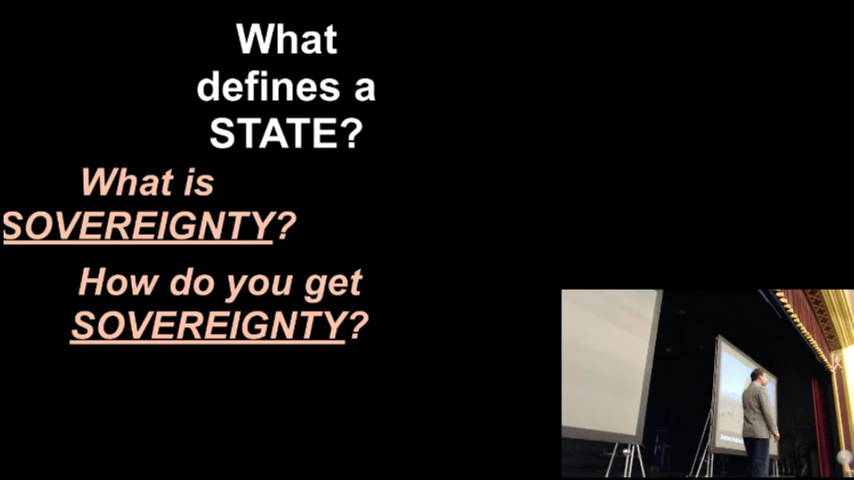 What
defines a
STATE?
What is
SOVEREIGNTY?
How do you get
SOVEREIGNTY?